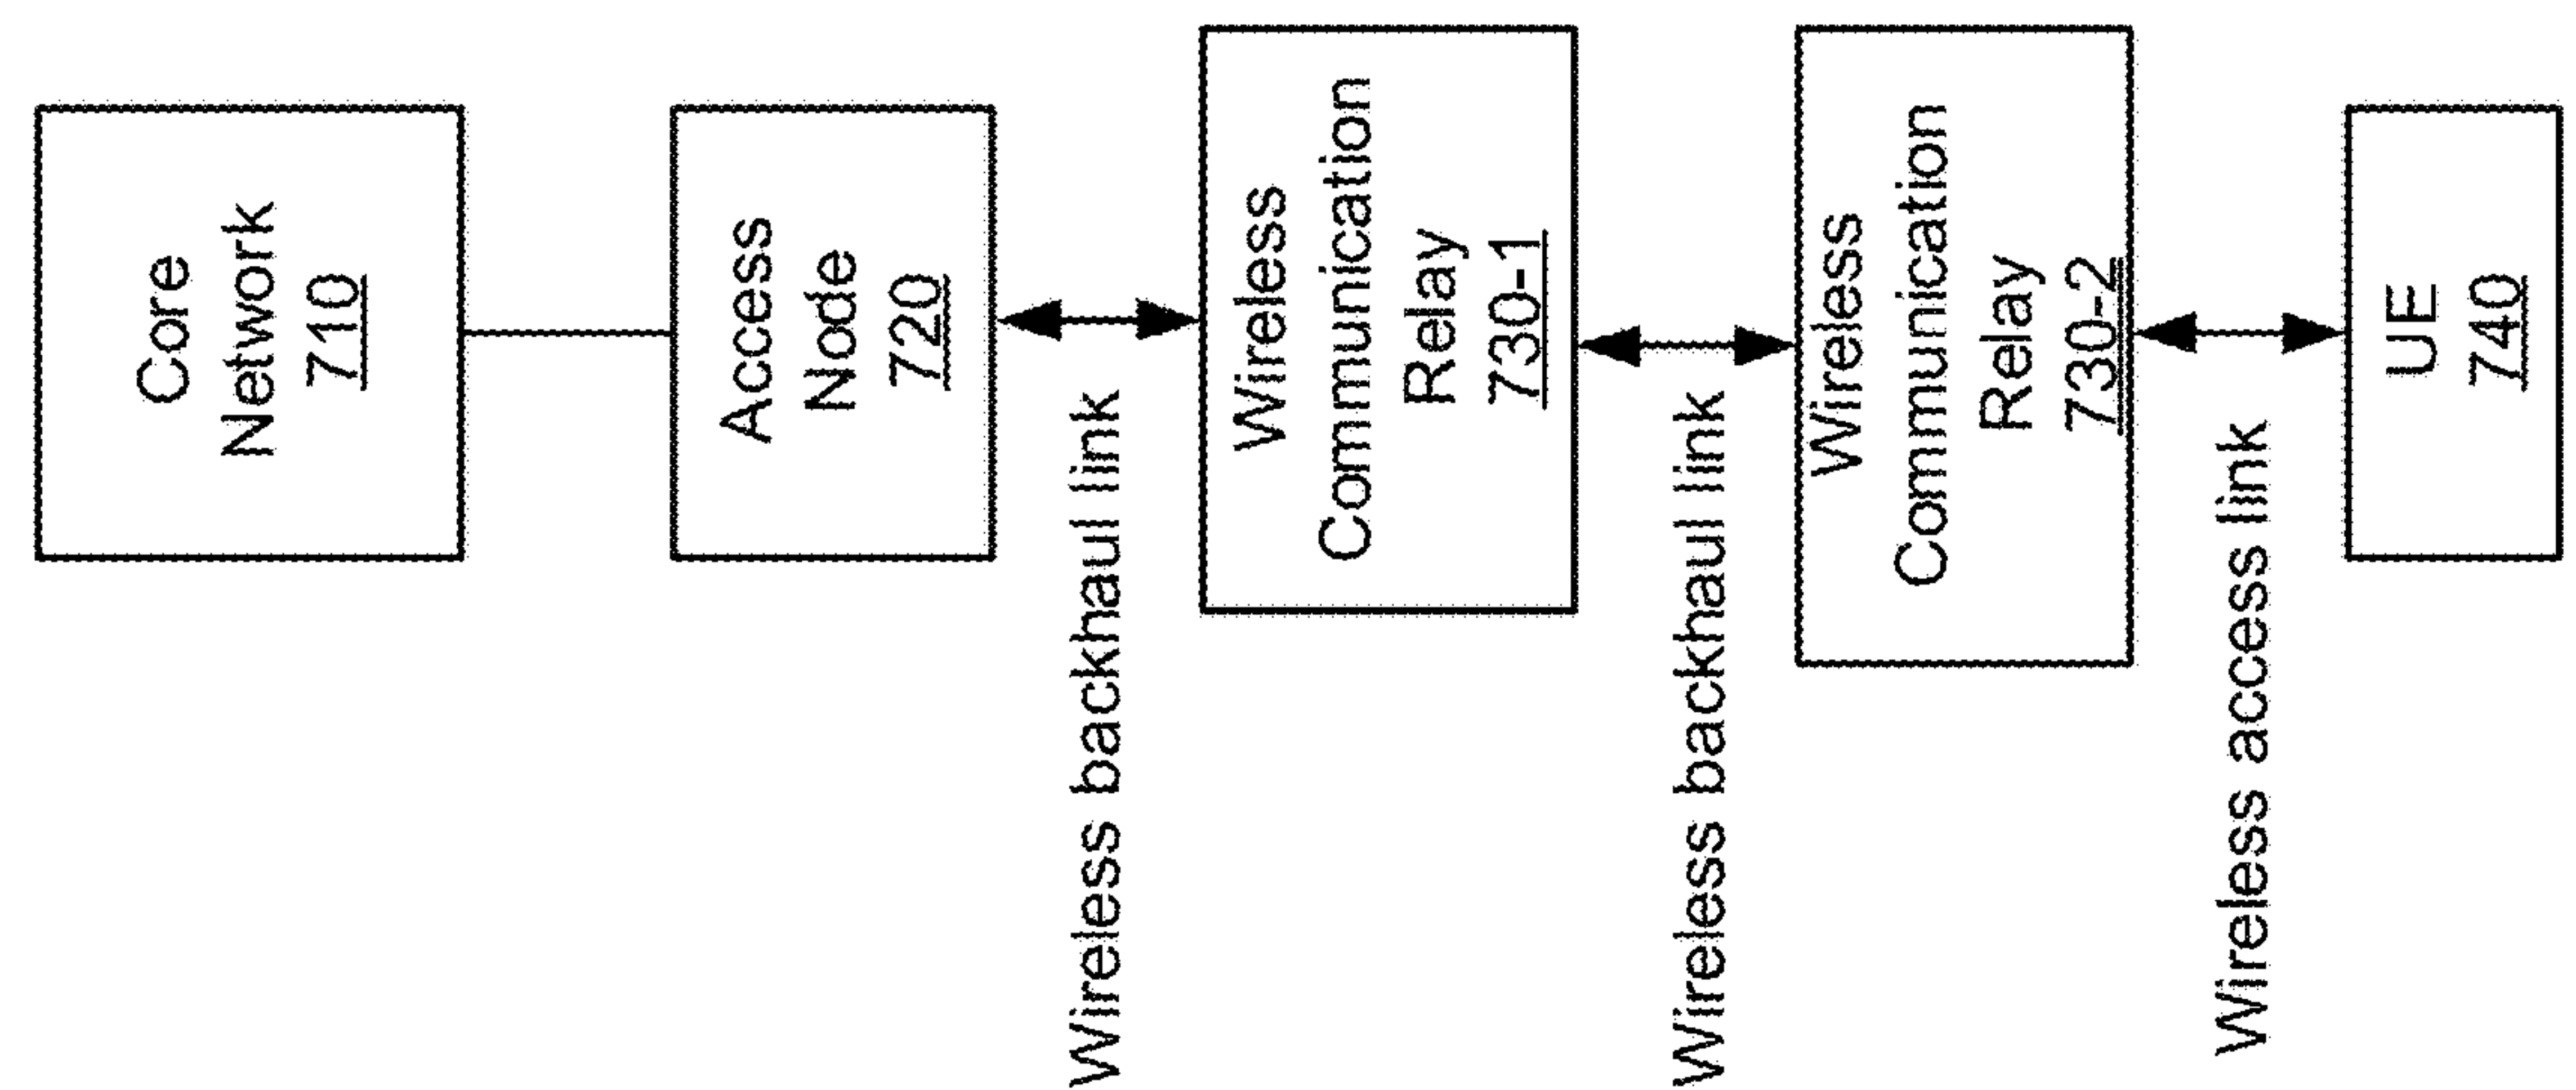 Core
Network
710
Access
Node
720
Wireless backhaul link
Wireless
Communication
Relay
730-1
Wireless backhaul link
Wireless
Communication
Relay
730-2
Wireless access link
UE
740